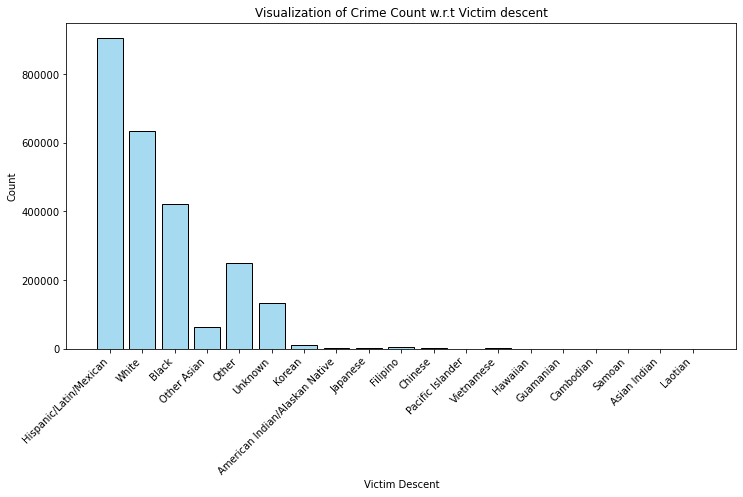 Visualization of Crime Count w.r.t Victim descent
Count
800000
600000
400000
200000
0
Hispanic/Latin/Mexican
White
Black
Other Asian
Other
Unknown
Korean
American Indian/Alaskan Native
Japanese
Filipino
Chinese
Pacific Islander
Vietnamese
Hawaiian
Guamanian
Cambodian
Samoan
Asian Indian
Laotian
Victim Descent